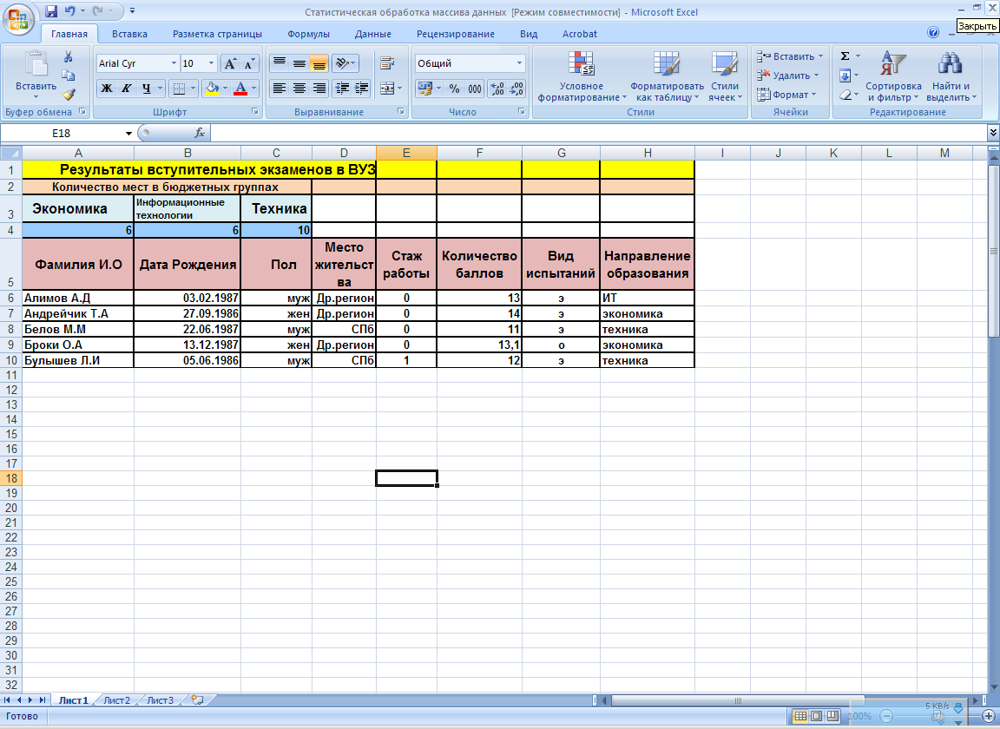 Статистическая обработка массива данных [Режим совместимости] - Microsoft Excel
Закрыть
Главная Вставка Разметка страницы Формулы Данные Рецензирование Вид Acrobat
Вставить
Буфер обмена
Arial Cyr 10
Ж К Ч
Шрифт
Выравнивание
Общий
% 000
Число
Условное форматирование
Форматировать как таблицу
Стили ячеек
Стили
Вставить
Удалить
Формат
Ячейки
Σ
Сортировка и фильтр
Найти и выделить
Редактирование
E18 fx
A B C D E F G H I J K L M
1 Результаты вступительных экзаменов в ВУЗ
2 Количество мест в бюджетных группах
3 Экономика Информационные технологии Техника
4 6 6 10
5 Фамилия И.О Дата Рождения Пол Место жительства Стаж работы Количество баллов Вид испытаний Направление образования
6 Алимов А.Д 03.02.1987 муж Др.регион 0 13 э ИТ
7 Андрейчик Т.А 27.09.1986 жен Др.регион 0 14 э экономика
8 Белов М.М 22.06.1987 муж СПб 0 11 э техника
9 Броки О.А 13.12.1987 жен Др.регион 0 13,1 о экономика
10 Булышев Л.И 05.06.1986 муж СПб 1 12 э техника
11
12
13
14
15
16
17
18
19
20
21
22
23
24
25
26
27
28
29
30
31
32
Лист1 Лист2 Лист3
Готово
100%
5 KB/s